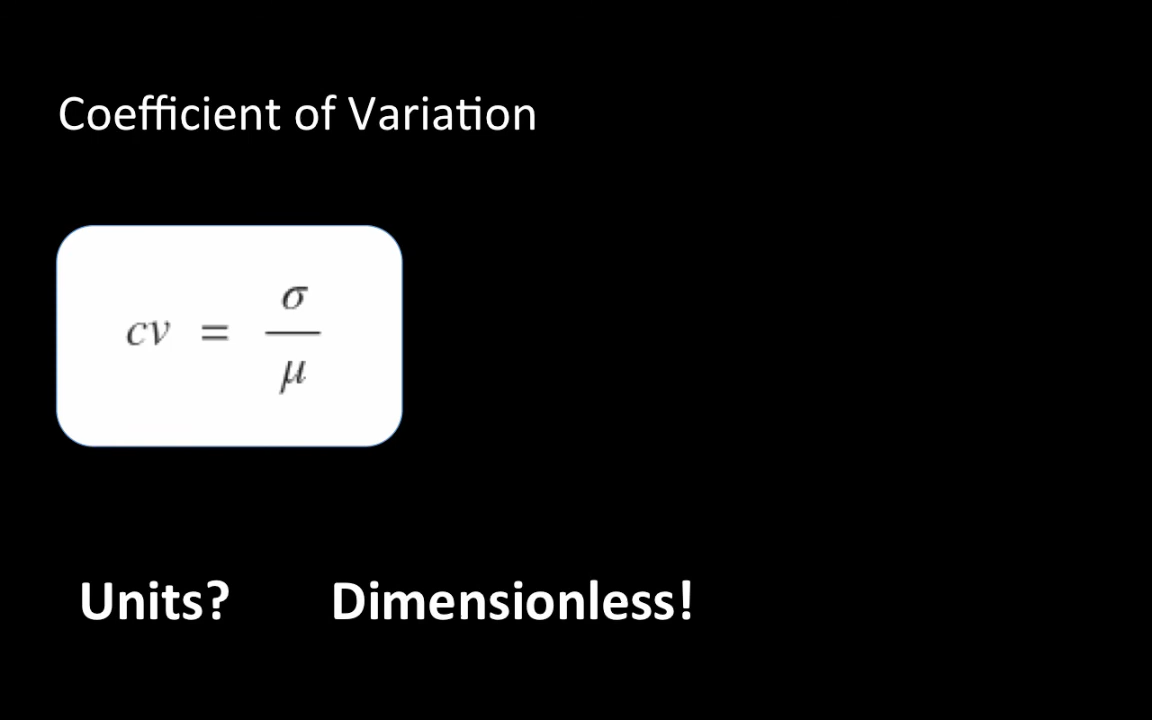 Coefficient of Variation
cv = σ / μ
Units? Dimensionless!